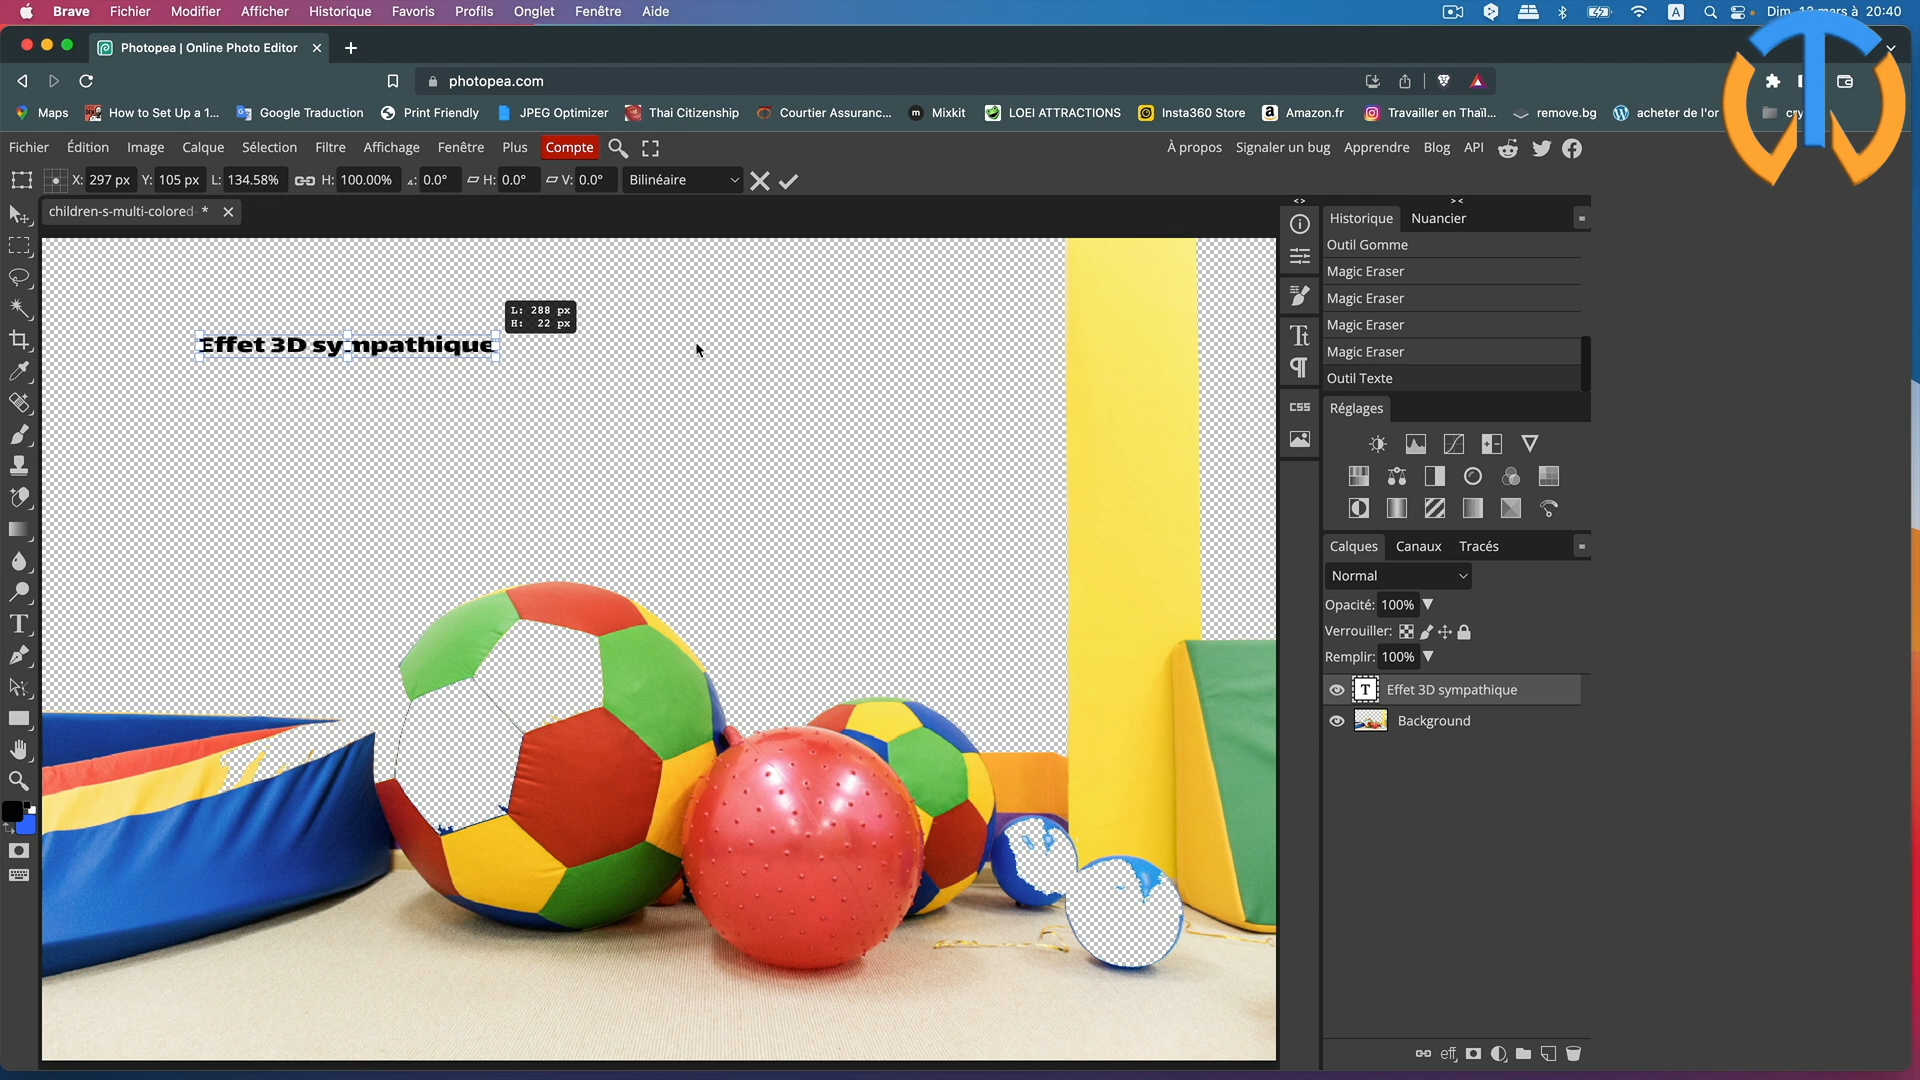 Brave Fichier Modifier Afficher Historique Favoris Profils Onglet Fenêtre Aide A Dim. 12 mars à 20:40
Photopea | Online Photo Editor
photopea.com
Maps How to Set Up a 1... Google Traduction Print Friendly JPEG Optimizer Thai Citizenship Courtier Assuranc... m Mixkit LOEI ATTRACTIONS Insta360 Store Amazon.fr Travailler en Thaïl... remove.bg acheter de l'or
Fichier Édition Image Calque Sélection Filtre Affichage Fenêtre Plus Compte À propos Signaler un bug Apprendre Blog API
X: 297 px Y: 105 px L: 134.58% H: 100.00% 0.0° H: 0.0° V: 0.0° Bilinéaire
children-s-multi-colored- *
Historique Nuancier
Outil Gomme
Magic Eraser
Magic Eraser
Magic Eraser
Magic Eraser
Outil Texte
L: 288 px
H: 22 px
Effet 3D sympathique
CSS
Réglages
Calques Canaux Tracés
Normal
Opacité: 100%
Verrouiller:
Remplir: 100%
T Effet 3D sympathique
Background
eff